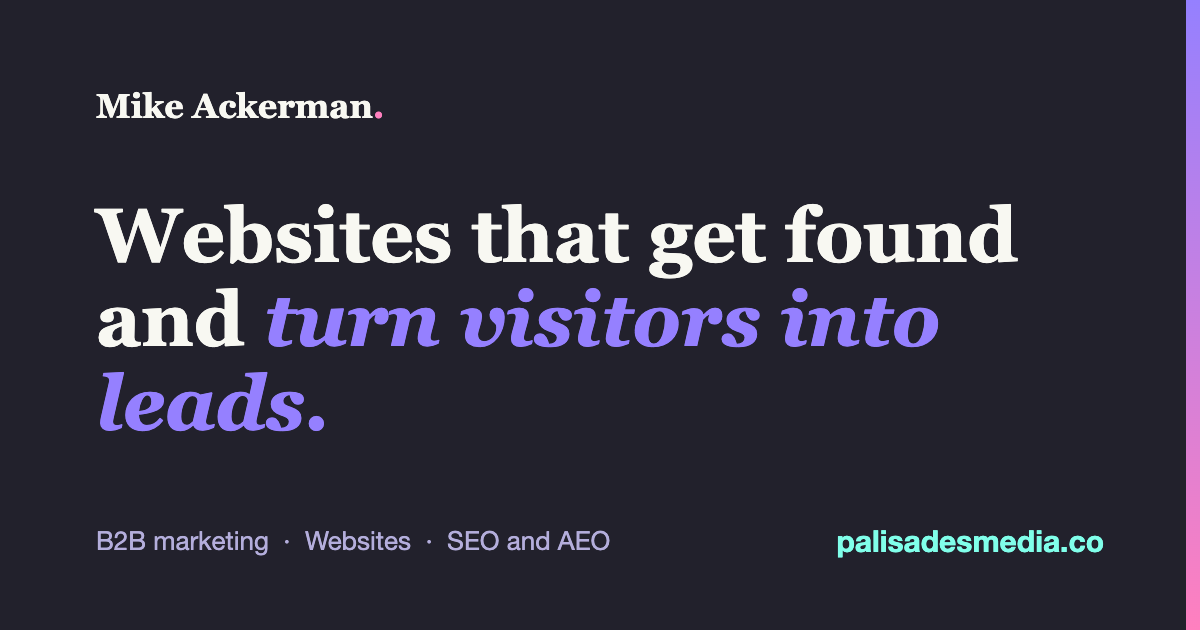 Mike Ackerman.
Websites that get found
and turn visitors into
leads.
B2B marketing · Websites · SEO and AEO
palisadesmedia.co